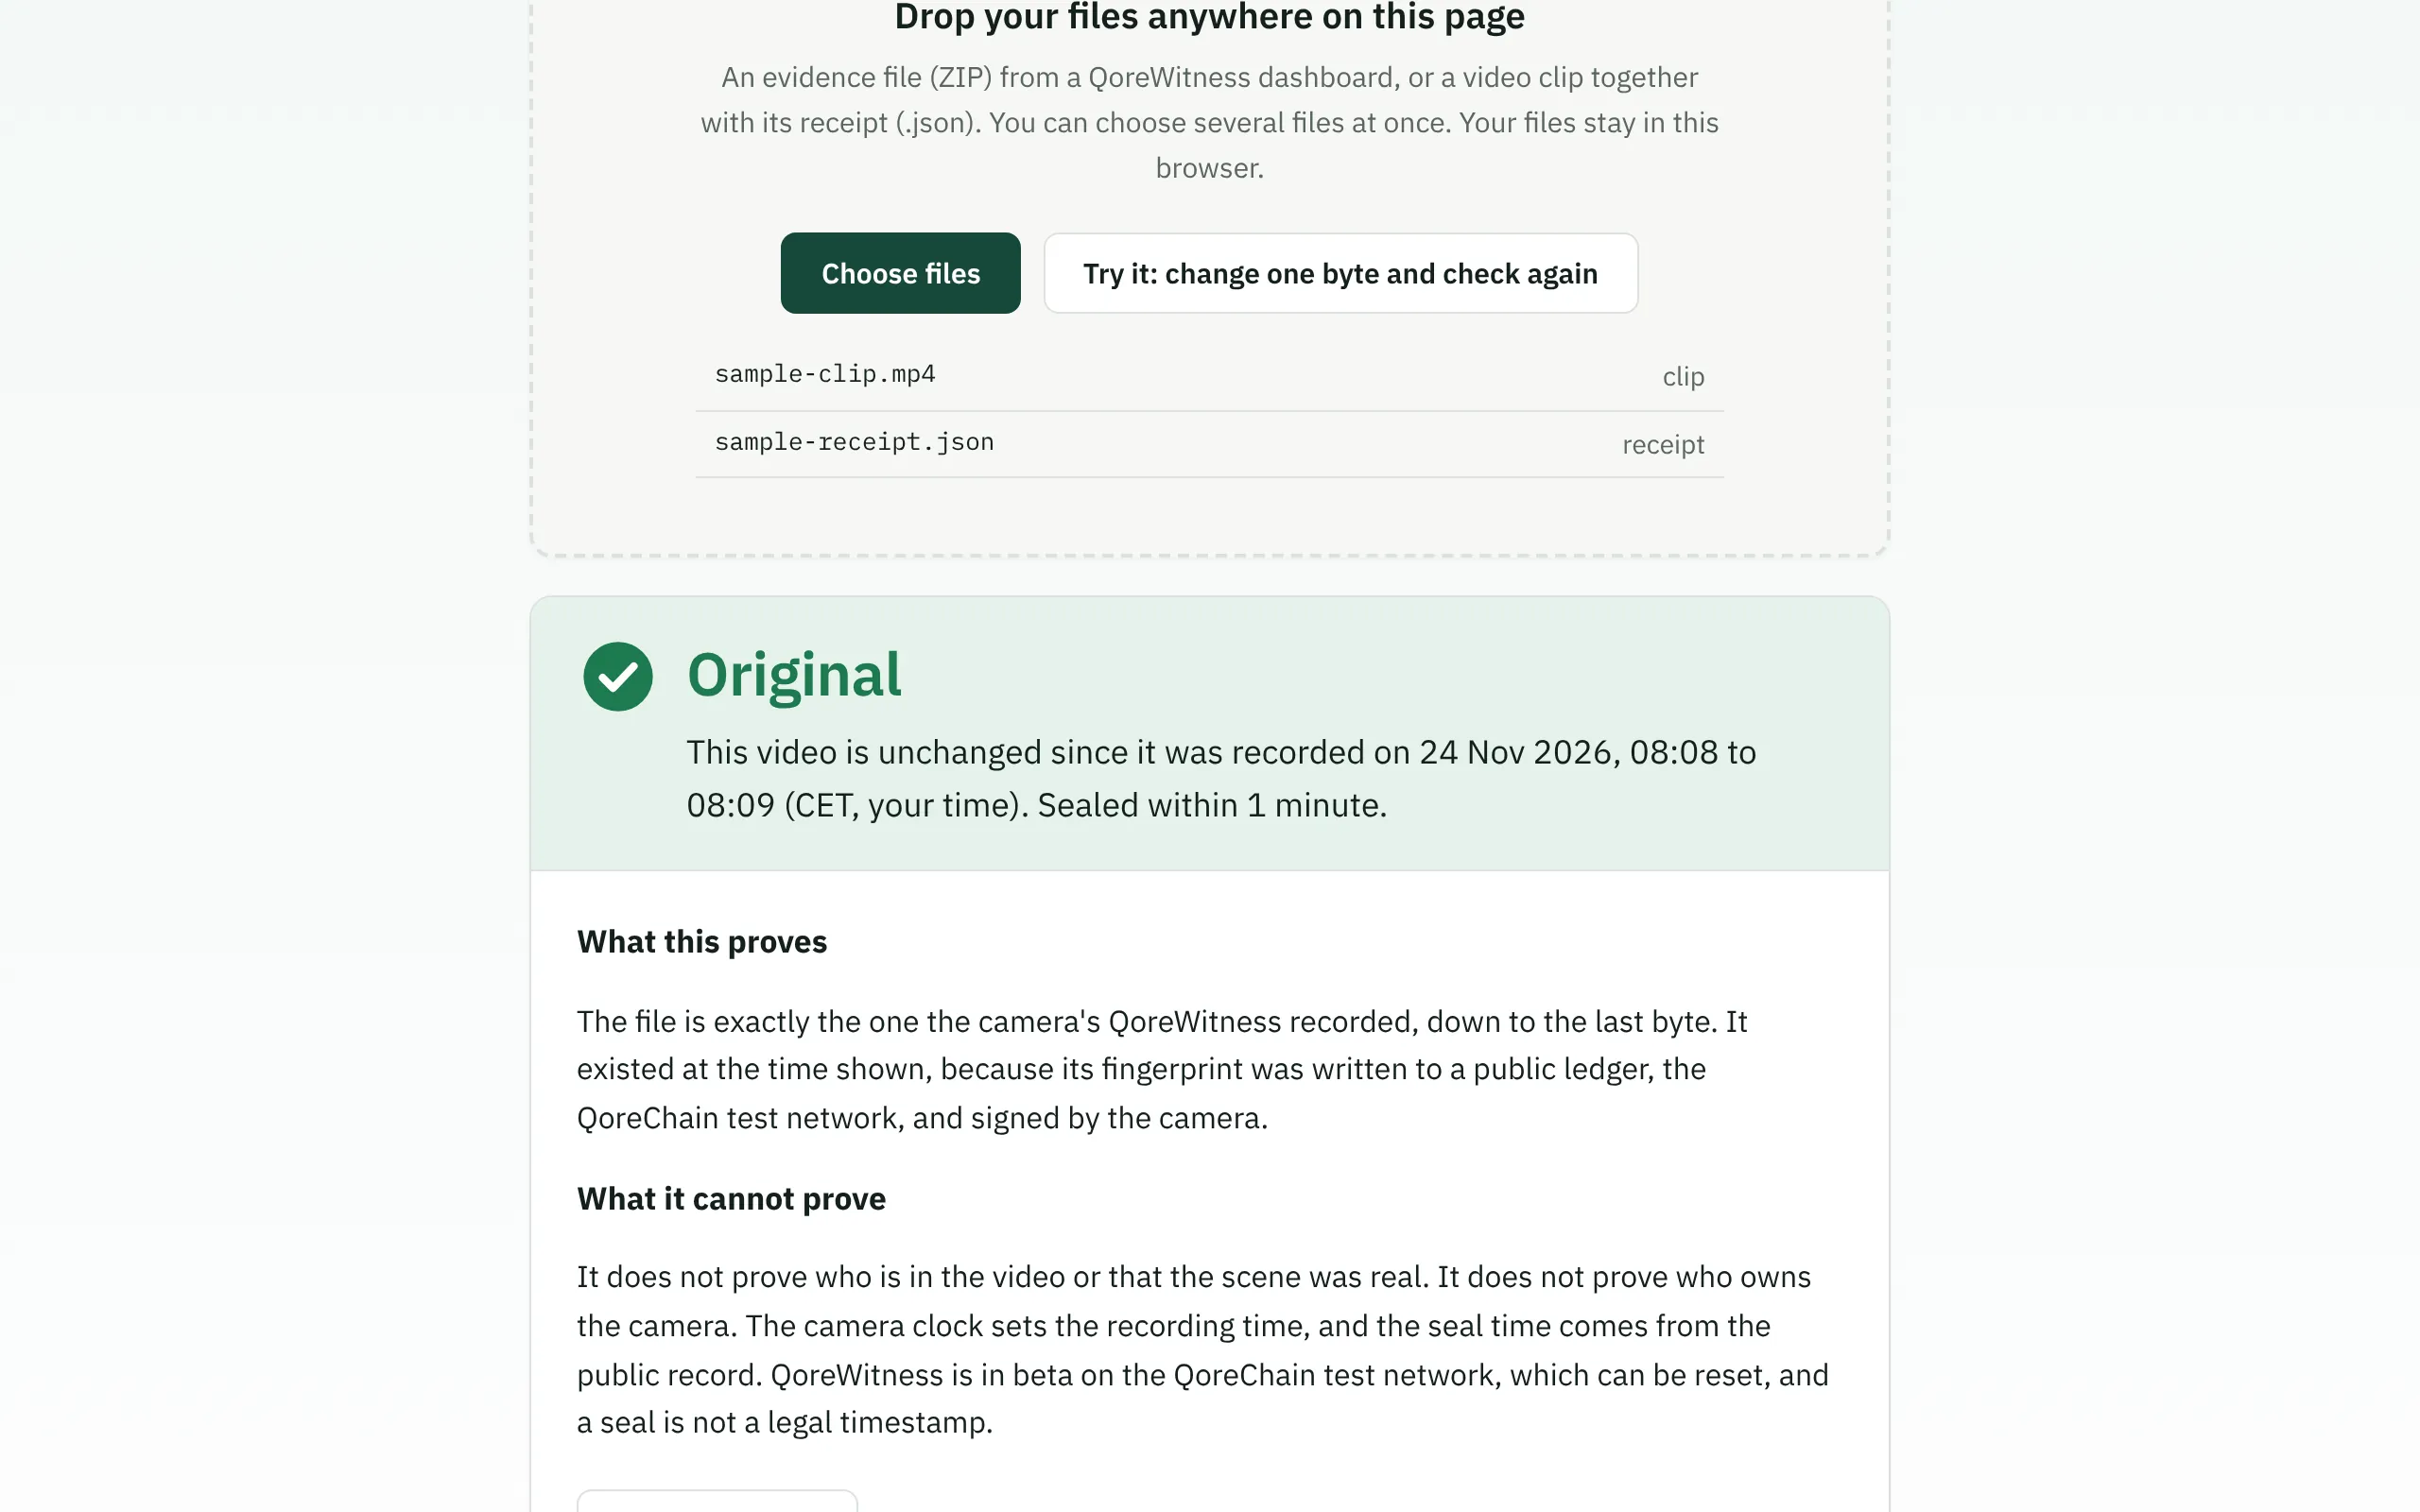 Drop your files anywhere on this page
An evidence file (ZIP) from a QoreWitness dashboard, or a video clip together
with its receipt (.json). You can choose several files at once. Your files stay in this
browser.
Choose files
Try it: change one byte and check again
sample-clip.mp4
clip
sample-receipt.json
receipt
Original
This video is unchanged since it was recorded on 24 Nov 2026, 08:08 to
08:09 (CET, your time). Sealed within 1 minute.
What this proves
The file is exactly the one the camera's QoreWitness recorded, down to the last byte. It
existed at the time shown, because its fingerprint was written to a public ledger, the
QoreChain test network, and signed by the camera.
What it cannot prove
It does not prove who is in the video or that the scene was real. It does not prove who owns
the camera. The camera clock sets the recording time, and the seal time comes from the
public record. QoreWitness is in beta on the QoreChain test network, which can be reset, and
a seal is not a legal timestamp.